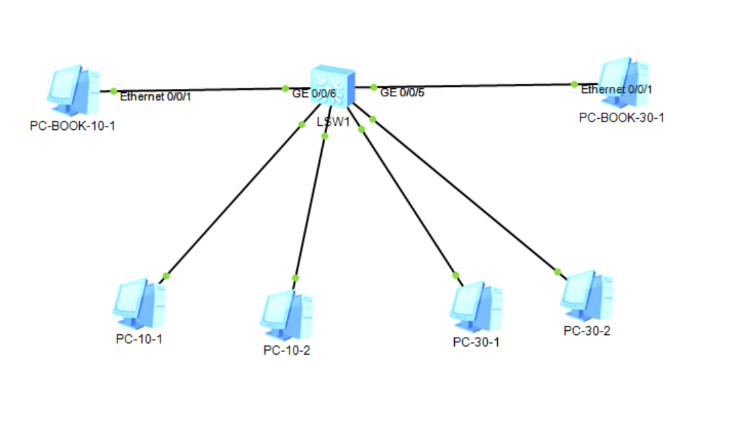 Ethernet 0/0/1
GE 0/0/6
GE 0/0/5
Ethernet 0/0/1
PC-BOOK-10-1
LSW1
PC-BOOK-30-1
PC-10-1
PC-10-2
PC-30-1
PC-30-2